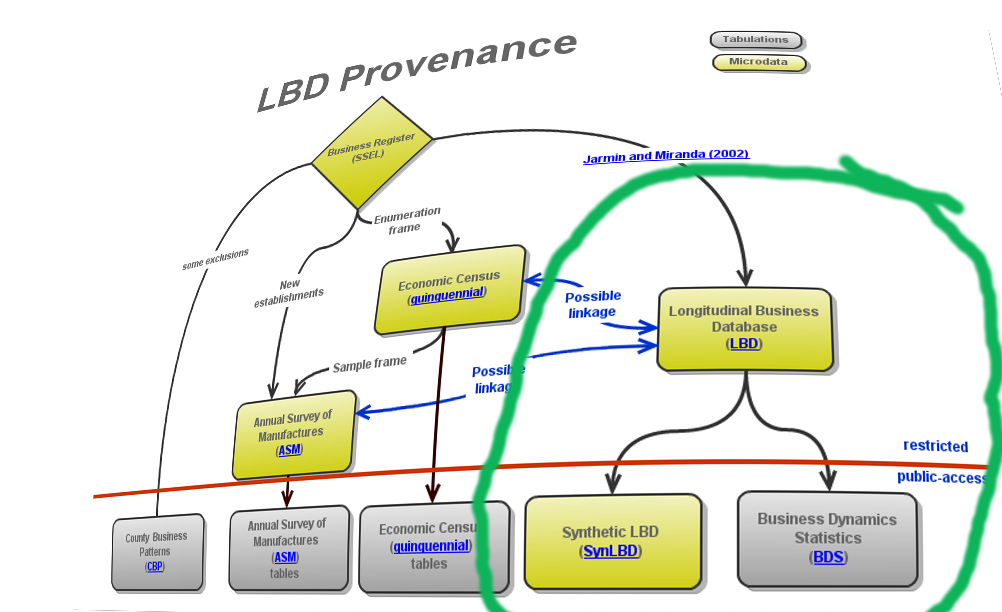 LBD Provenance
Tabulations
Microdata
Business Register
(SSEL)
Jarmin and Miranda (2002)
Enumeration
frame
some exclusions
New
establishments
Economic Census
(quinquennial)
Possible
linkage
Longitudinal Business
Database
(LBD)
Sample frame
Possible
linkage
Annual Survey of
Manufactures
(ASM)
restricted
public-access
County Business
Patterns
(CBP)
Annual Survey of
Manufactures
(ASM)
tables
Economic Census
(quinquennial)
tables
Synthetic LBD
(SynLBD)
Business Dynamics
Statistics
(BDS)